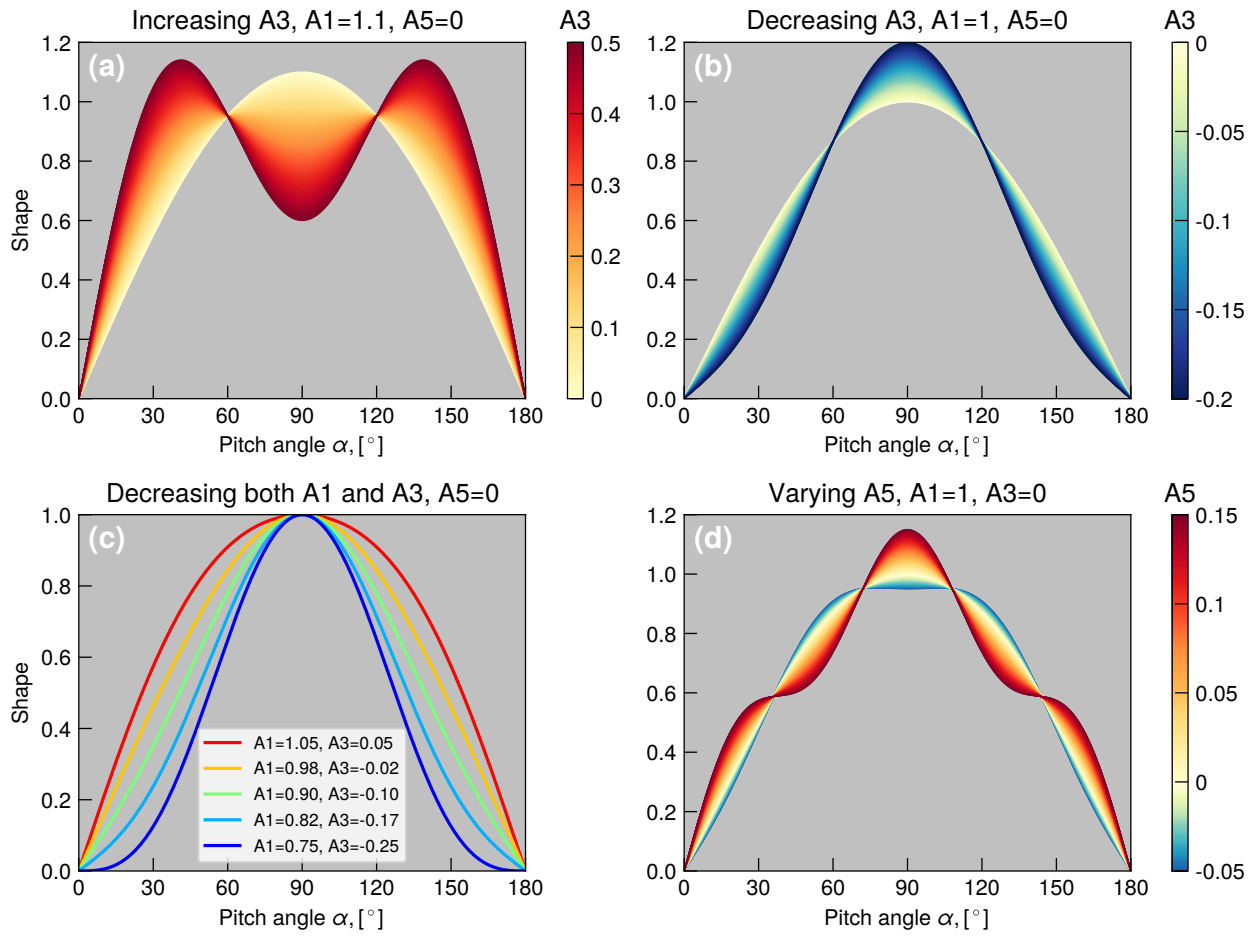 Increasing A3, A1=1.1, A5=0
A3
(a)
1.2
1.0
0.8
0.6
0.4
0.2
0.0
Shape
0 30 60 90 120 150 180
Pitch angle α, [°]
0.5
0.4
0.3
0.2
0.1
0
Decreasing A3, A1=1, A5=0
A3
(b)
1.2
1.0
0.8
0.6
0.4
0.2
0.0
0 30 60 90 120 150 180
Pitch angle α, [°]
0
-0.05
-0.1
-0.15
-0.2
Decreasing both A1 and A3, A5=0
(c)
1.0
0.8
0.6
0.4
0.2
0.0
Shape
A1=1.05, A3=0.05
A1=0.98, A3=-0.02
A1=0.90, A3=-0.10
A1=0.82, A3=-0.17
A1=0.75, A3=-0.25
0 30 60 90 120 150 180
Pitch angle α, [°]
Varying A5, A1=1, A3=0
A5
(d)
1.2
1.0
0.8
0.6
0.4
0.2
0.0
0 30 60 90 120 150 180
Pitch angle α, [°]
0.15
0.1
0.05
0
-0.05